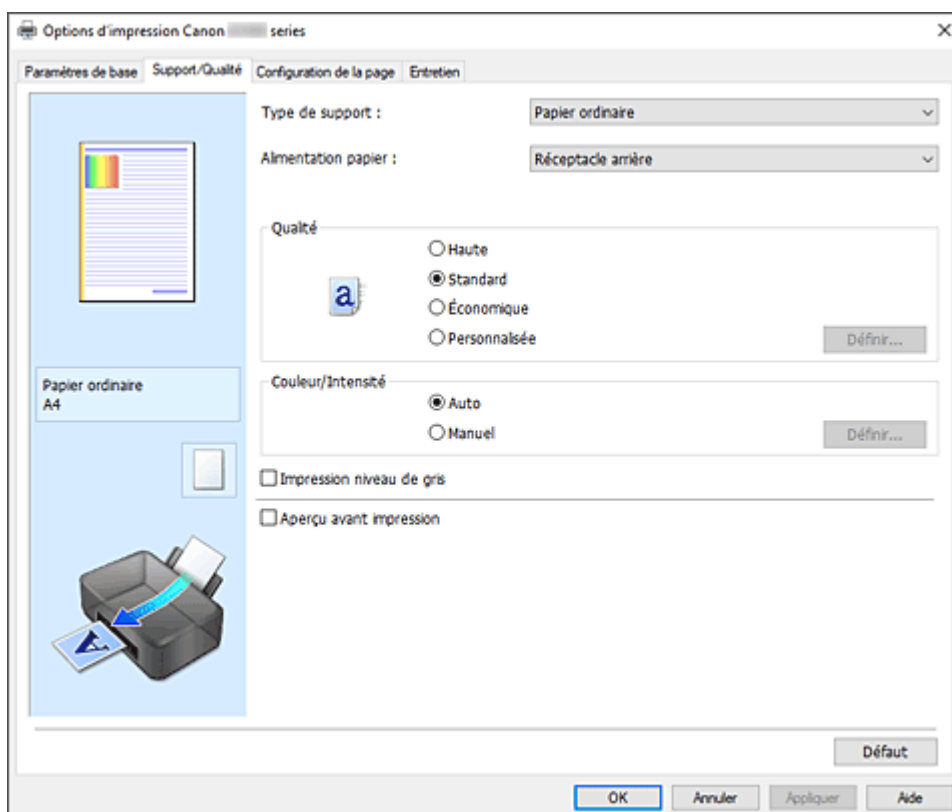 Options d'impression Canon series
Paramètres de base Support/Qualité Configuration de la page Entretien
Type de support : Papier ordinaire
Alimentation papier : Réceptacle arrière
Qualité
Haute
a Standard
Économique
Personnalisée Définir...
Papier ordinaire
A4
Couleur/Intensité
Auto
Manuel Définir...
Impression niveau de gris
Aperçu avant impression
A
Défaut
OK Annuler Appliquer Aide